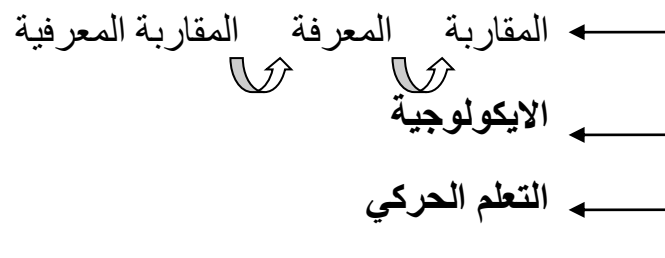 المقاربة المعرفة المقاربة المعرفية
الايكولوجية
التعلم الحركي